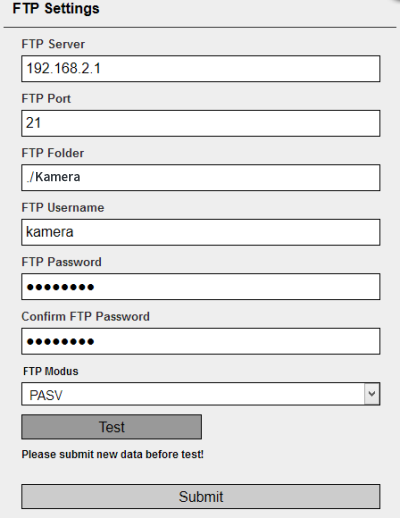 FTP Settings
FTP Server
192.168.2.1
FTP Port
21
FTP Folder
./Kamera
FTP Username
kamera
FTP Password
●●●●●●●●
Confirm FTP Password
●●●●●●●●
FTP Modus
PASV
Test
Please submit new data before test!
Submit